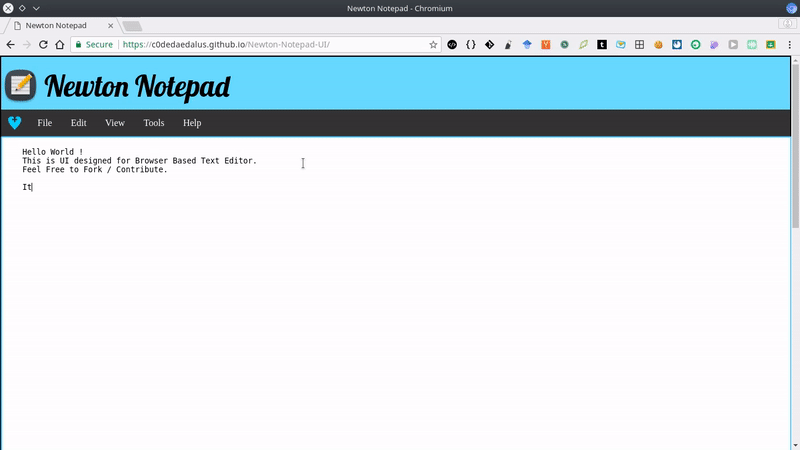 Newton Notepad - Chromium
Newton Notepad
Secure https://c0dedaedalus.github.io/Newton-Notepad-UI/
Newton Notepad
File Edit View Tools Help
Hello World !
This is UI designed for Browser Based Text Editor.
Feel Free to Fork / Contribute.
It